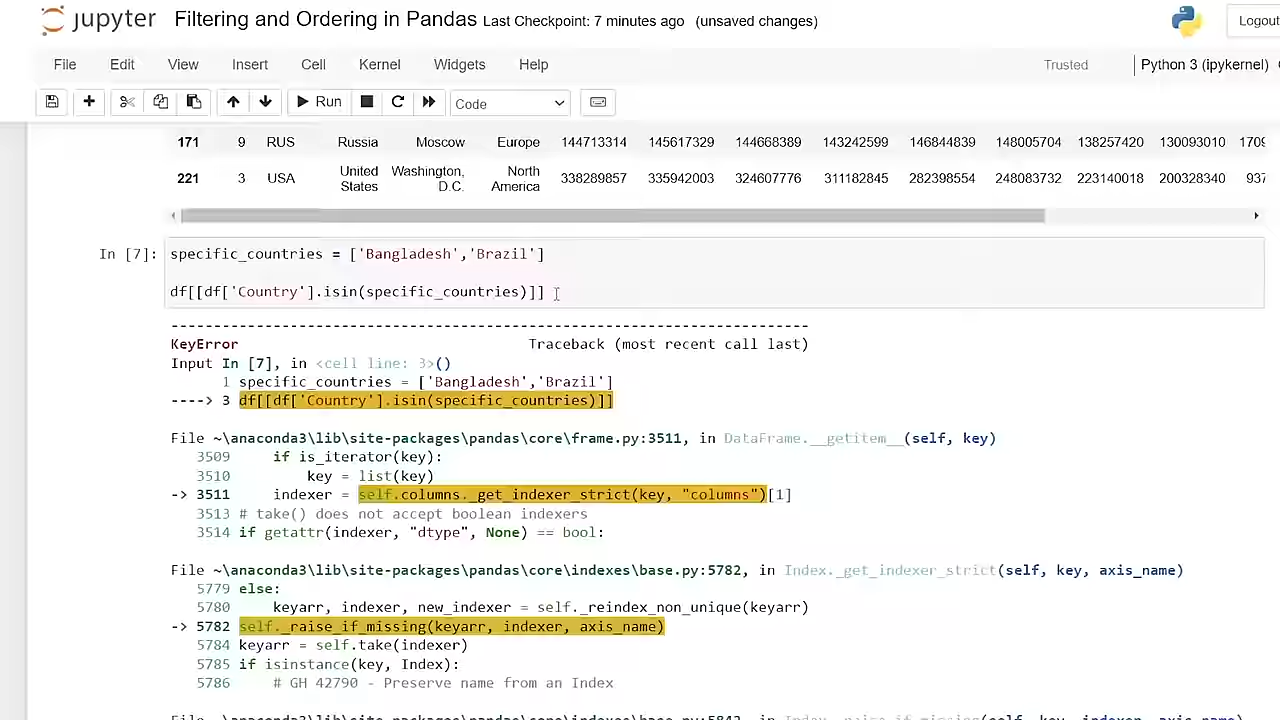 jupyter Filtering and Ordering in Pandas Last Checkpoint: 7 minutes ago (unsaved changes) Logout
File Edit View Insert Cell Kernel Widgets Help Trusted Python 3 (ipykernel)
Run Code
171 9 RUS Russia Moscow Europe 144713314 145617329 144668389 143242599 146844839 148005704 138257420 130093010 1709
221 3 USA United States Washington, D.C. North America 338289857 335942003 324607776 311182845 282398554 248083732 223140018 200328340 937
In [7]: specific_countries = ['Bangladesh','Brazil']
df[[df['Country'].isin(specific_countries)]]
---------------------------------------------------------------------------
KeyError Traceback (most recent call last)
Input In [7], in <cell line: 3>()
1 specific_countries = ['Bangladesh','Brazil']
----> 3 df[[df['Country'].isin(specific_countries)]]
File ~\anaconda3\lib\site-packages\pandas\core\frame.py:3511, in DataFrame.__getitem__(self, key)
3509 if is_iterator(key):
3510 key = list(key)
-> 3511 indexer = self.columns._get_indexer_strict(key, "columns")[1]
3513 # take() does not accept boolean indexers
3514 if getattr(indexer, "dtype", None) == bool:
File ~\anaconda3\lib\site-packages\pandas\core\indexes\base.py:5782, in Index._get_indexer_strict(self, key, axis_name)
5779 else:
5780 keyarr, indexer, new_indexer = self._reindex_non_unique(keyarr)
-> 5782 self._raise_if_missing(keyarr, indexer, axis_name)
5784 keyarr = self.take(indexer)
5785 if isinstance(key, Index):
5786 # GH 42790 - Preserve name from an Index